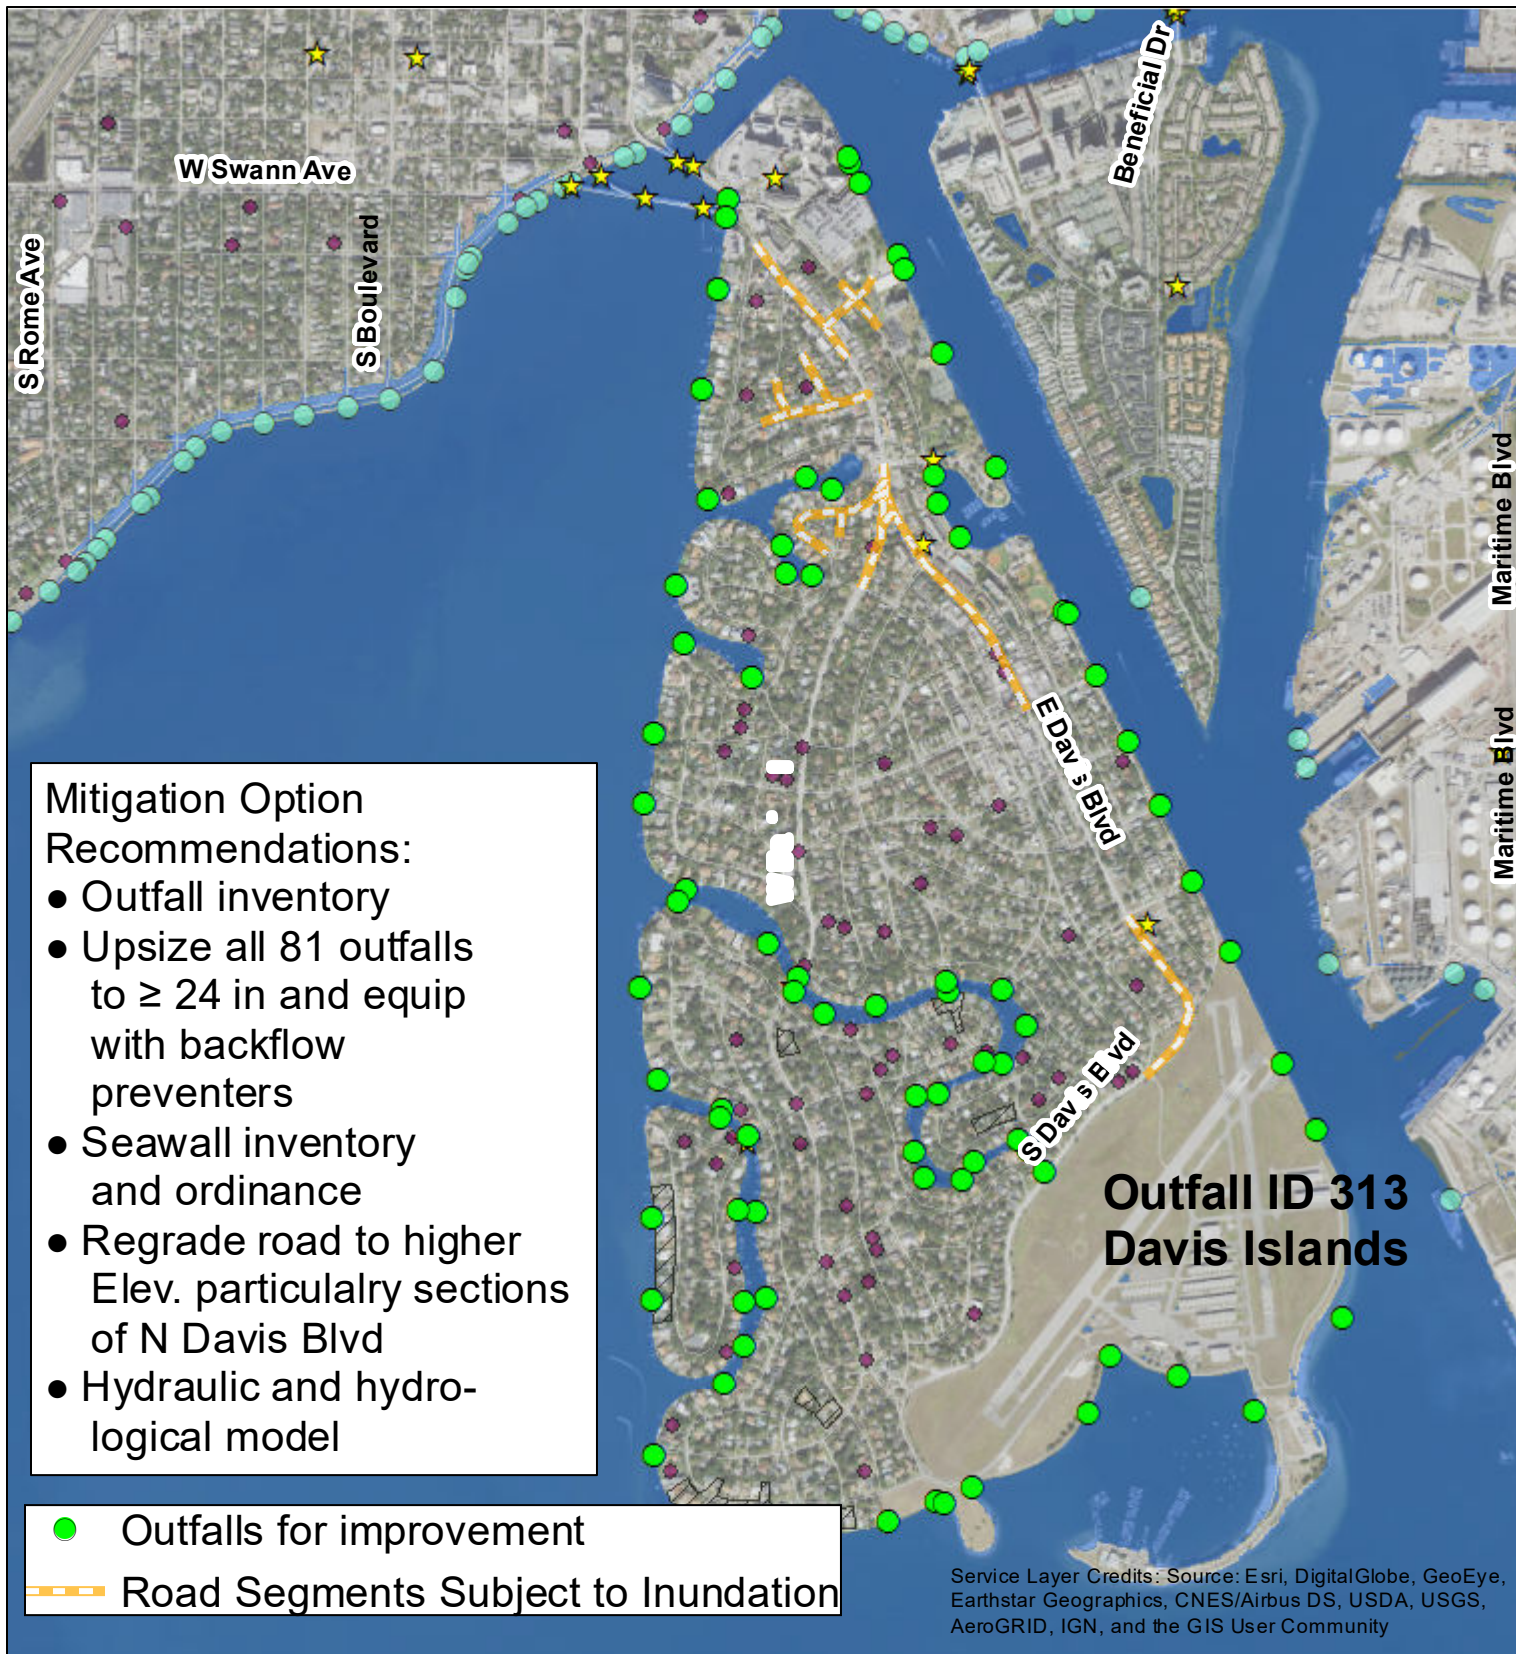 Beneficial Dr
W Swann Ave
S Rome Ave
S Boulevard
Maritime Blvd
E Davis Blvd
Maritime Blvd
S Davis Blvd
Mitigation Option
Recommendations:
● Outfall inventory
● Upsize all 81 outfalls
to ≥ 24 in and equip
with backflow
preventers
● Seawall inventory
and ordinance
● Regrade road to higher
Elev. particulalry sections
of N Davis Blvd
● Hydraulic and hydro-
logical model
Outfall ID 313
Davis Islands
Outfalls for improvement
Road Segments Subject to Inundation
Service Layer Credits: Source: Esri, DigitalGlobe, GeoEye,
Earthstar Geographics, CNES/Airbus DS, USDA, USGS,
AeroGRID, IGN, and the GIS User Community